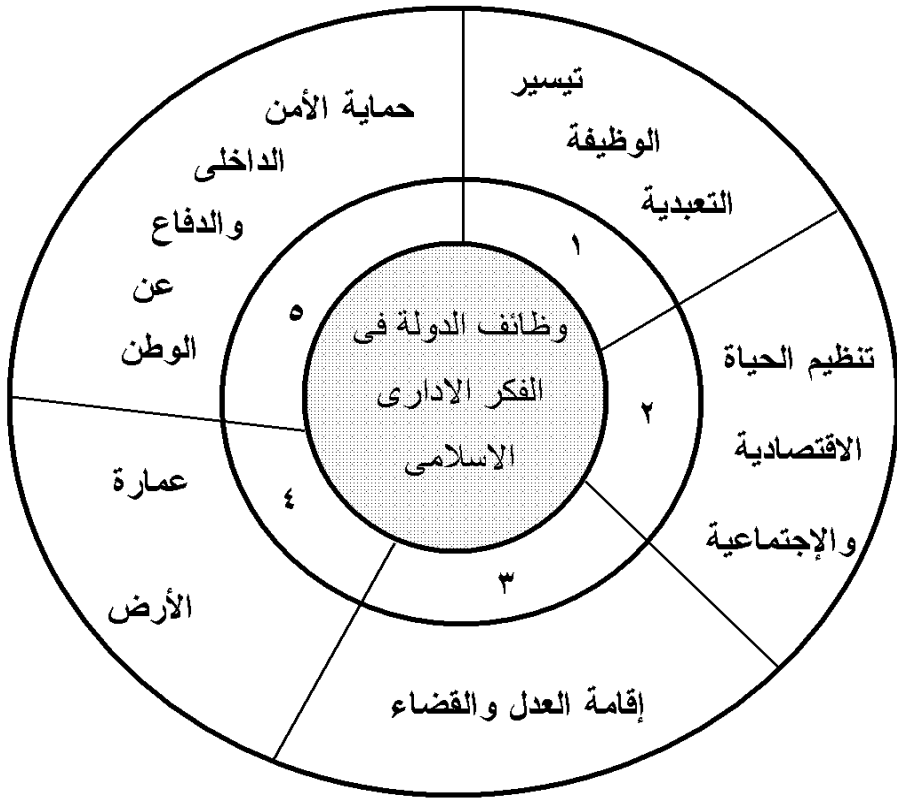 وظائف الدولة فى
الفكر الادارى
الاسلامى
١
تيسير
الوظيفة
التعبدية
٢
تنظيم الحياة
الاقتصادية
والإجتماعية
٣
إقامة العدل والقضاء
٤
عمارة
الأرض
٥
حماية الأمن
الداخلى
والدفاع
عن
الوطن